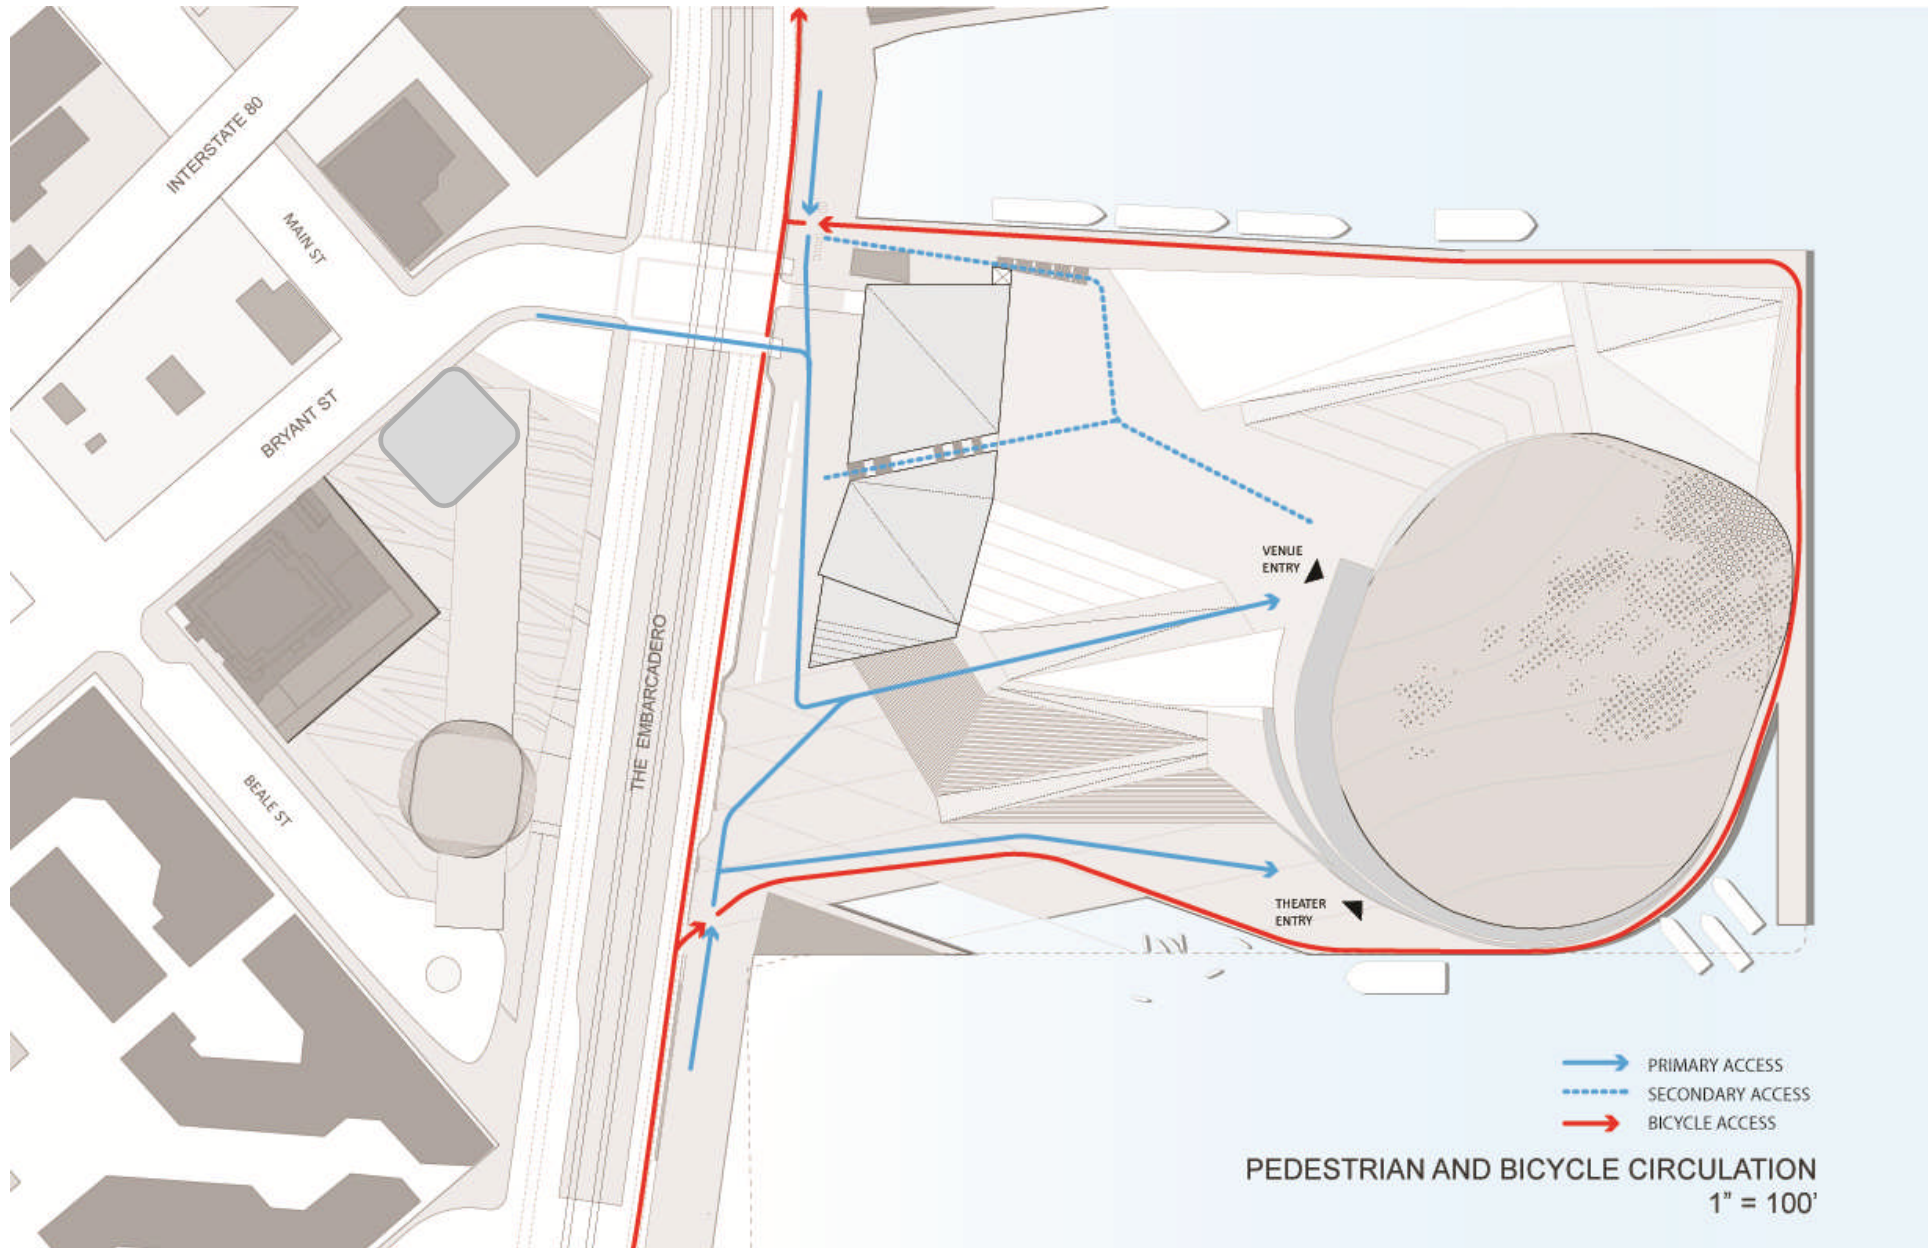 INTERSTATE 80
MAIN ST
BRYANT ST
BEALE ST
THE EMBARCADERO
VENUE
ENTRY
THEATER
ENTRY
PRIMARY ACCESS
SECONDARY ACCESS
BICYCLE ACCESS
PEDESTRIAN AND BICYCLE CIRCULATION
1" = 100'